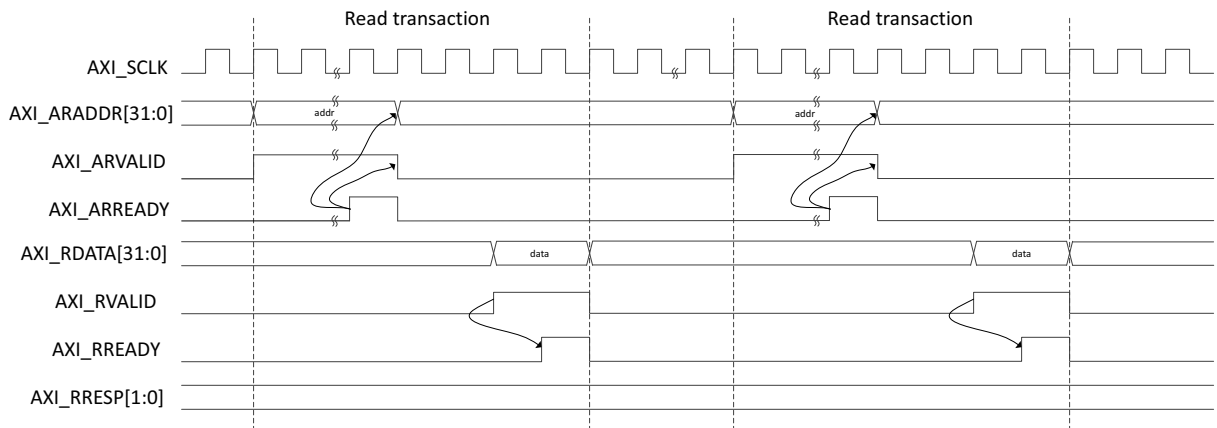 Read transaction
Read transaction
AXI_SCLK
AXI_ARADDR[31:0]
addr
addr
AXI_ARVALID
AXI_ARREADY
AXI_RDATA[31:0]
data
data
AXI_RVALID
AXI_RREADY
AXI_RRESP[1:0]